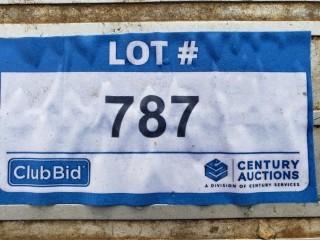 LOT #
787
ClubBid
CENTURY
AUCTIONS
A DIVISION OF CENTURY SERVICES